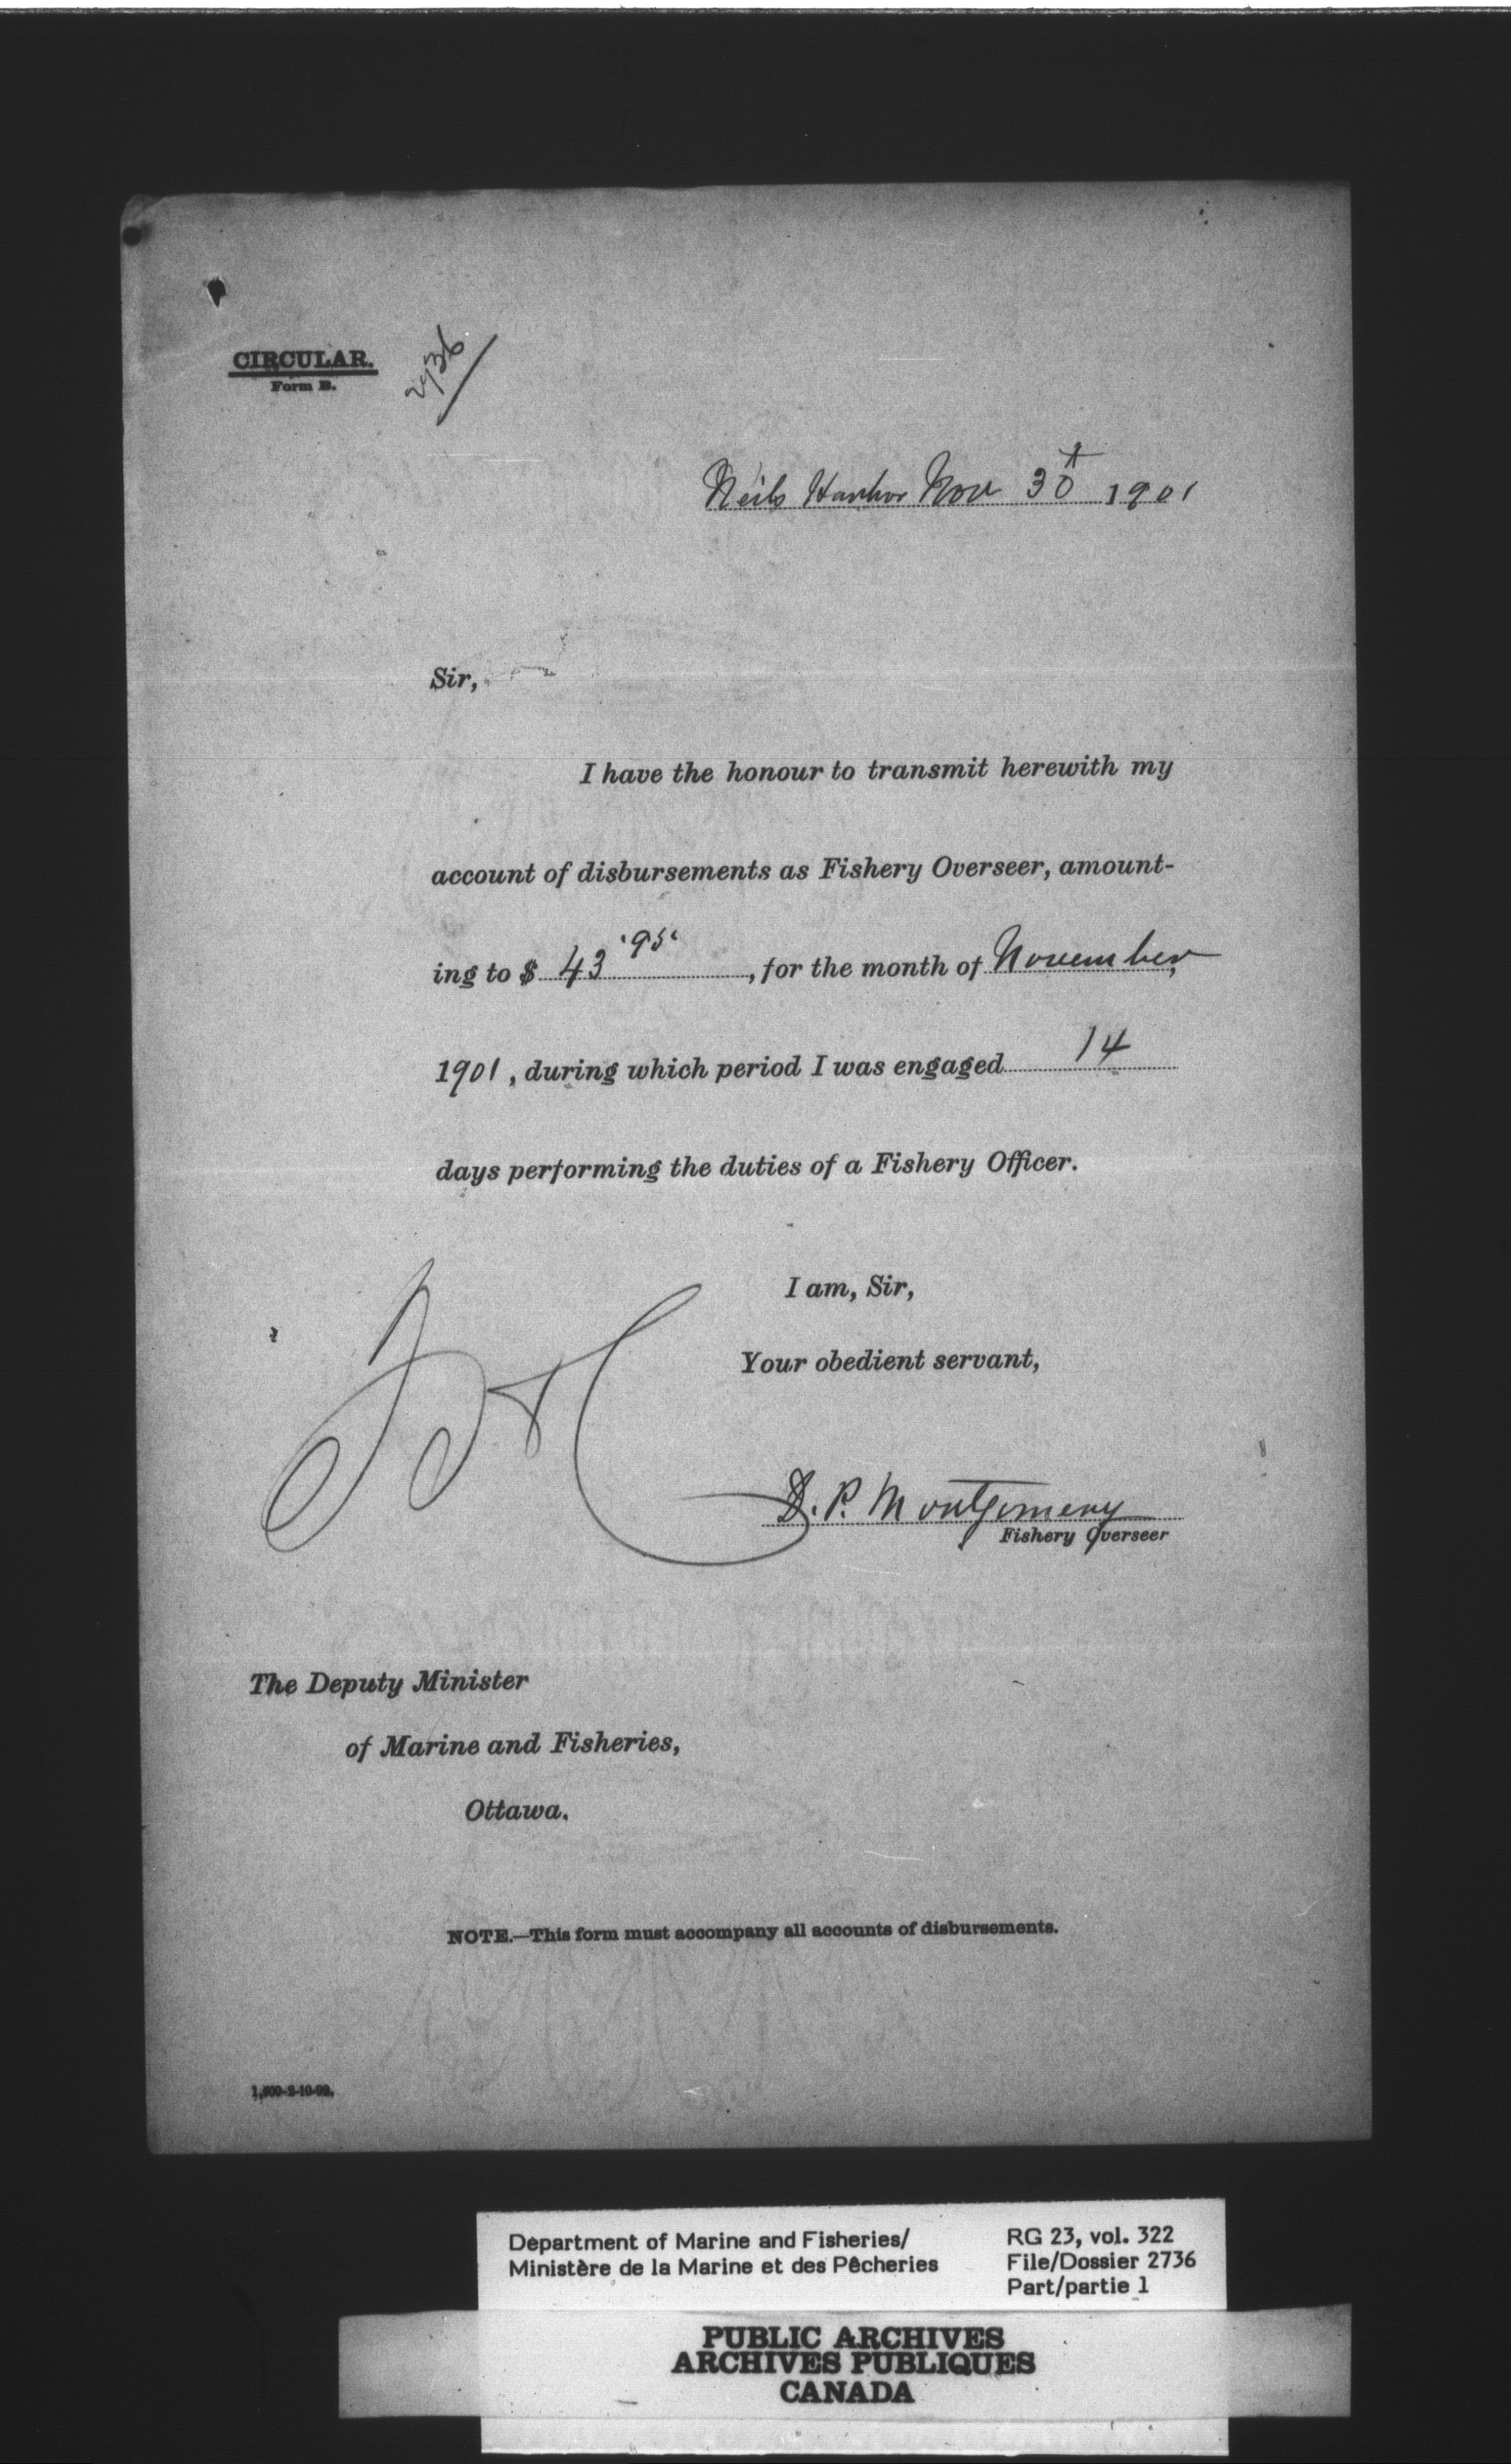 CIRCULAR.
Form B.
2736
Neils Harbor Nov 30th 1901
Sir,
I have the honour to transmit herewith my
account of disbursements as Fishery Overseer, amount-
ing to $ 43 .95 , for the month of November,
1901, during which period I was engaged 14
days performing the duties of a Fishery Officer.
I am, Sir,
Your obedient servant,
D. P. Montgomery
Fishery Overseer
The Deputy Minister
of Marine and Fisheries,
Ottawa.
NOTE.—This form must accompany all accounts of disbursements.
Department of Marine and Fisheries/
Ministère de la Marine et des Pêcheries
RG 23, vol. 322
File/Dossier 2736
Part/partie 1
PUBLIC ARCHIVES
ARCHIVES PUBLIQUES
CANADA